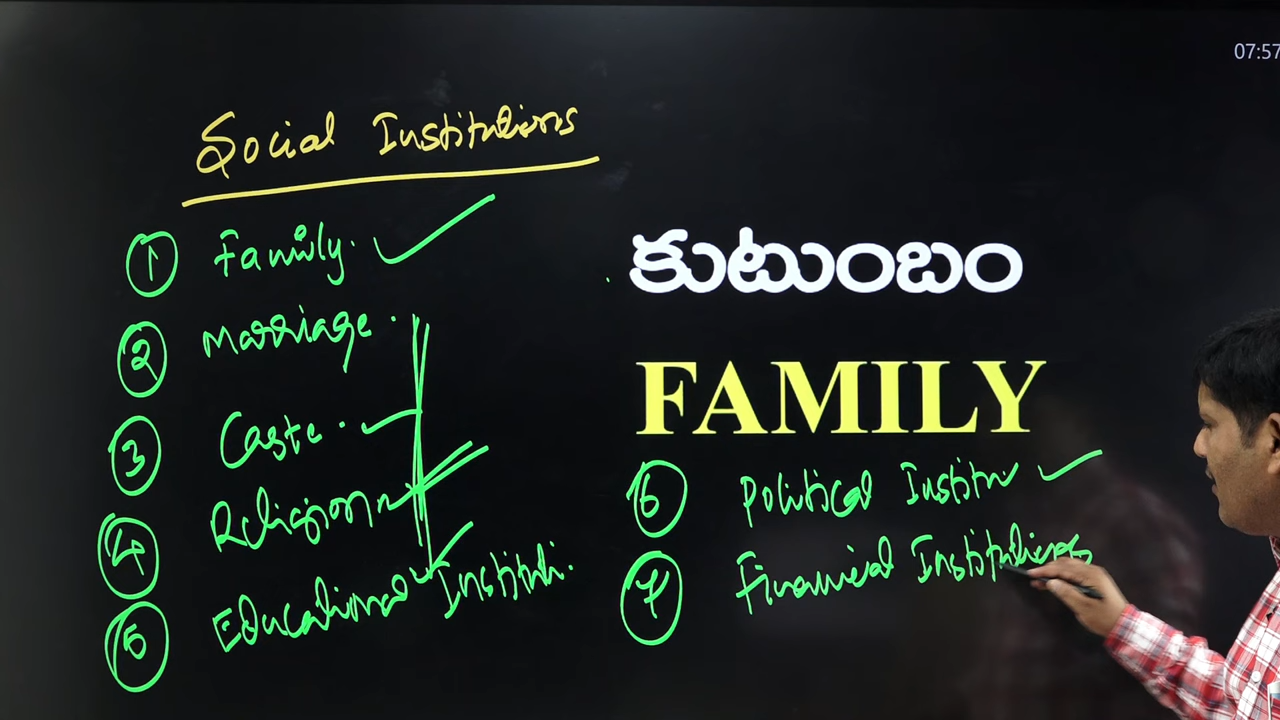 07:57
Social Institutions
① Family.
② Marriage.
③ Caste.
④ Religion
⑤ Educational Instituti.
కుటుంబం
FAMILY
⑥ Political Institu
⑦ Financial Institutions